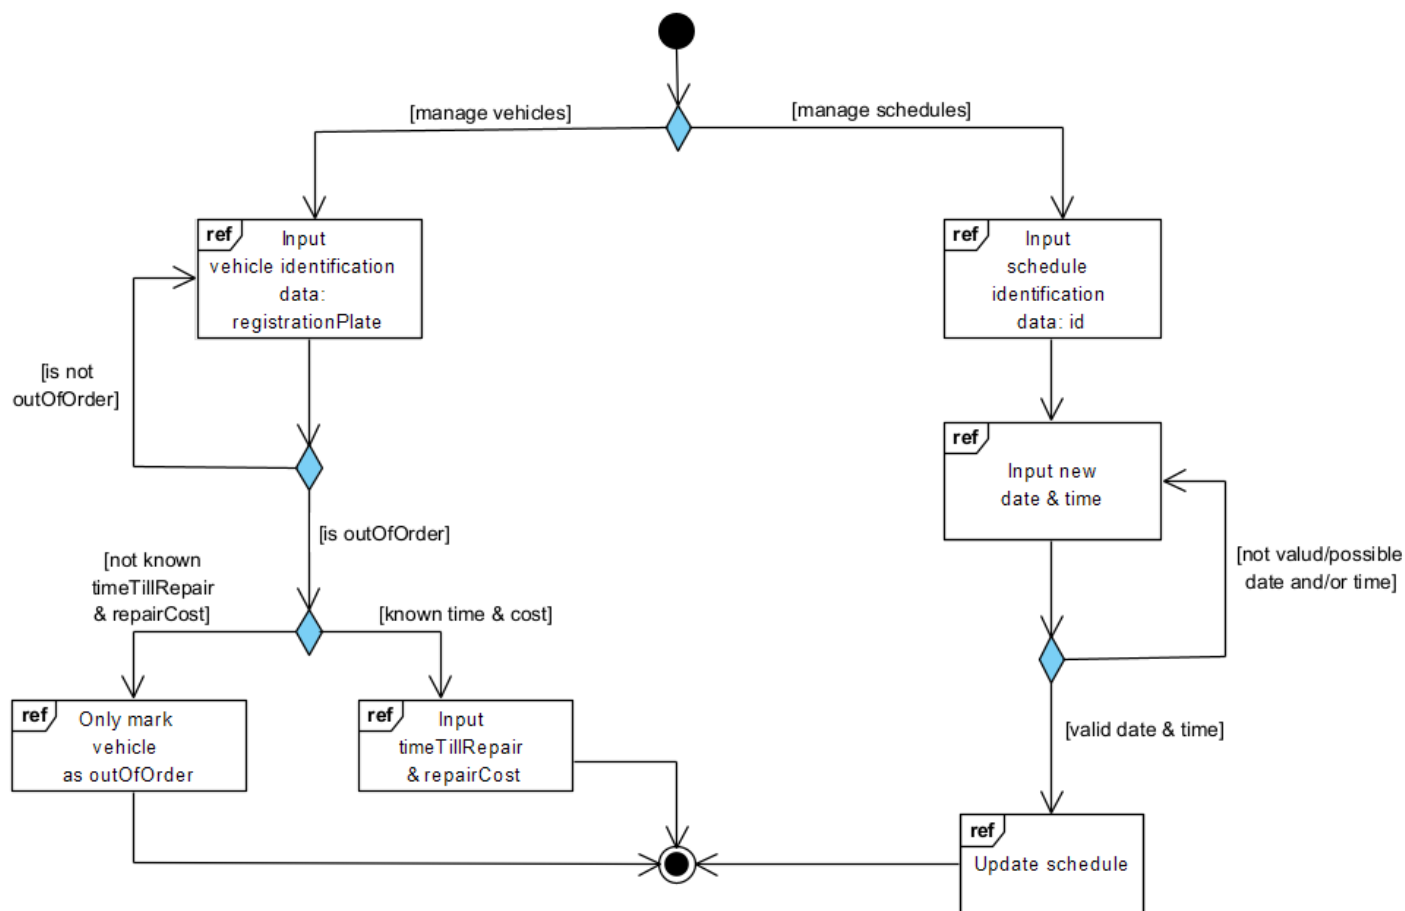 [manage vehicles]
[manage schedules]
ref
Input
vehicle identification
data:
registrationPlate
ref
Input
schedule
identification
data: id
[is not
outOfOrder]
ref
Input new
date & time
[is outOfOrder]
[not valud/possible
date and/or time]
[not known
timeTillRepair
& repairCost]
[known time & cost]
ref
Only mark
vehicle
as outOfOrder
ref
Input
timeTillRepair
& repairCost
[valid date & time]
ref
Update schedule